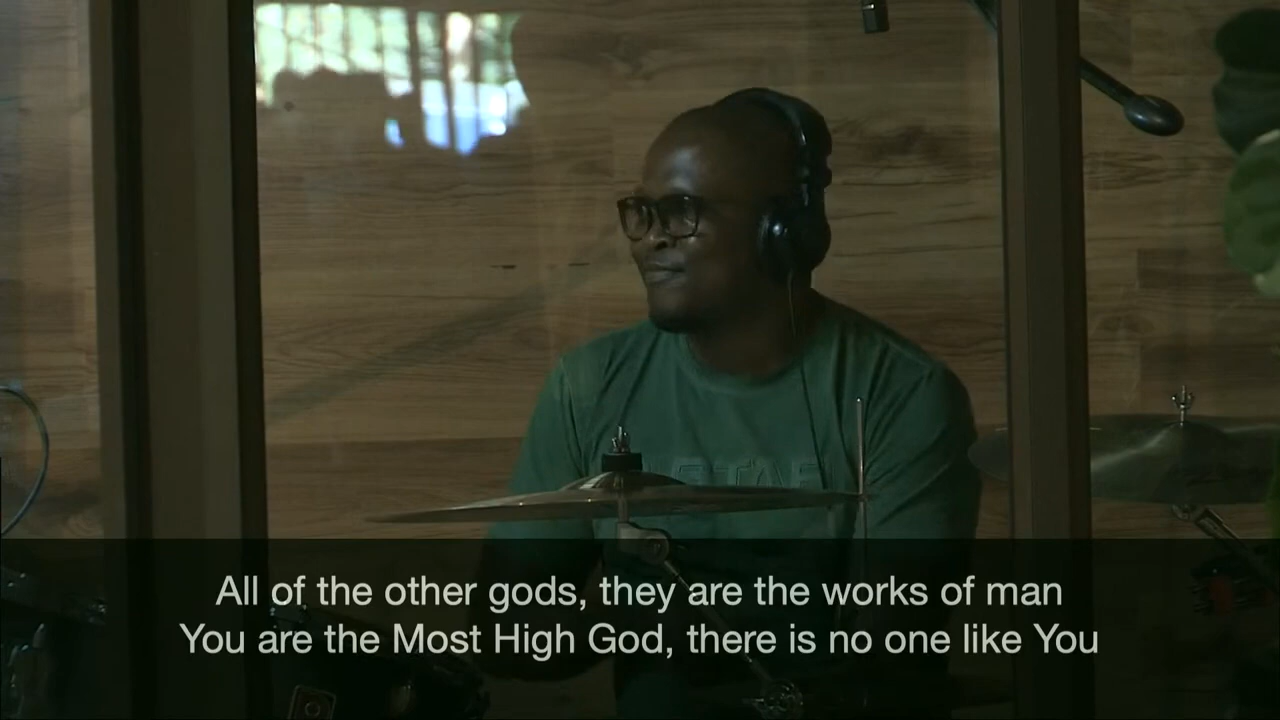 All of the other gods, they are the works of man
You are the Most High God, there is no one like You